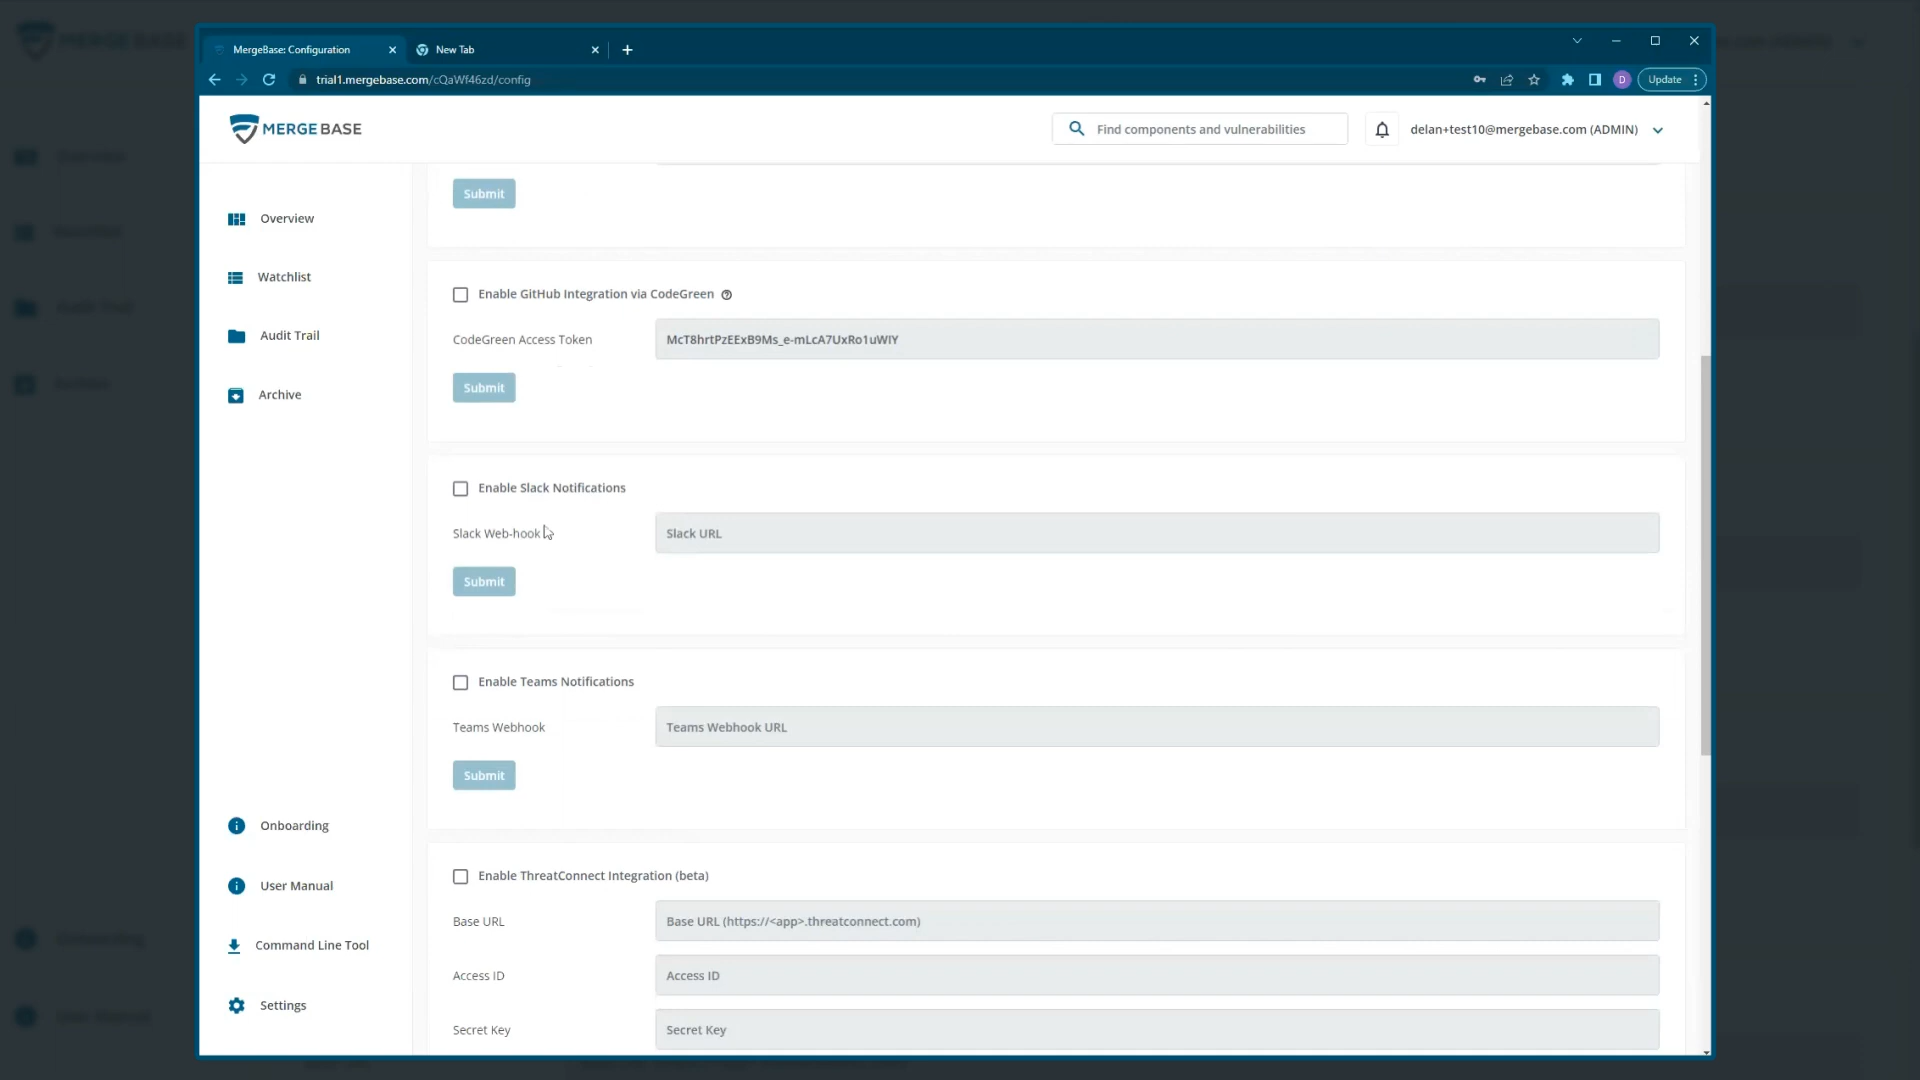 MergeBase: Configuration
New Tab
trial1.mergebase.com/cQaWf46zd/config
D
Update
MERGEBASE
Find components and vulnerabilities
delan+test10@mergebase.com (ADMIN)
Overview
Watchlist
Audit Trail
Archive
Onboarding
User Manual
Command Line Tool
Settings
Submit
Enable GitHub Integration via CodeGreen
CodeGreen Access Token
McT8hrtPzEExB9Ms_e-mLcA7UxRo1uWIY
Submit
Enable Slack Notifications
Slack Web-hook
Slack URL
Submit
Enable Teams Notifications
Teams Webhook
Teams Webhook URL
Submit
Enable ThreatConnect Integration (beta)
Base URL
Base URL (https://<app>.threatconnect.com)
Access ID
Access ID
Secret Key
Secret Key